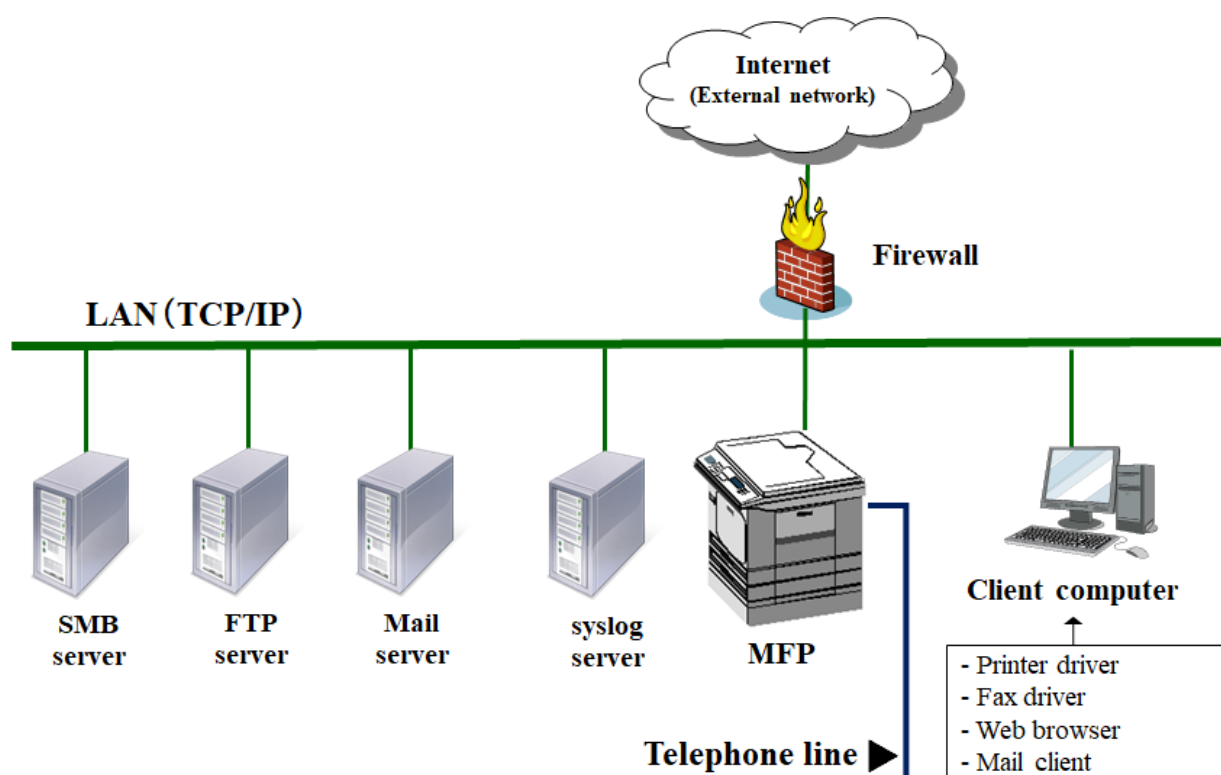 Internet
(External network)
Firewall
LAN（TCP/IP）
SMB
server
FTP
server
Mail
server
syslog
server
MFP
Client computer
- Printer driver
- Fax driver
- Web browser
- Mail client
Telephone line